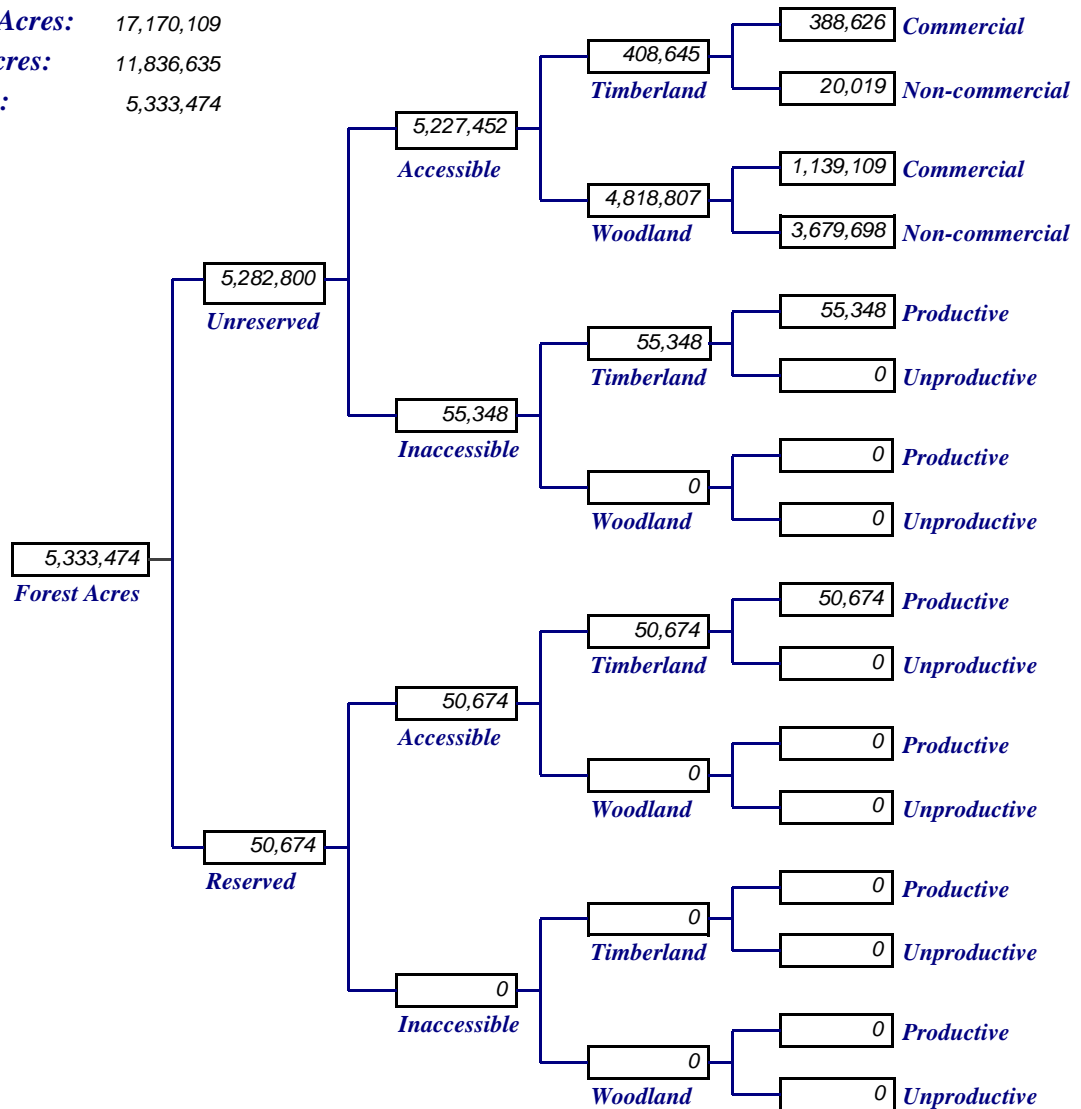 Acres: 17,170,109
cres: 11,836,635
: 5,333,474
388,626 Commercial
408,645
Timberland
20,019 Non-commercial
5,227,452
Accessible
1,139,109 Commercial
4,818,807
Woodland
3,679,698 Non-commercial
5,282,800
Unreserved
55,348 Productive
55,348
Timberland
0 Unproductive
55,348
Inaccessible
0 Productive
0
Woodland
0 Unproductive
5,333,474
Forest Acres
50,674 Productive
50,674
Timberland
0 Unproductive
50,674
Accessible
0 Productive
0
Woodland
0 Unproductive
50,674
Reserved
0 Productive
0
Timberland
0 Unproductive
0
Inaccessible
0 Productive
0
Woodland
0 Unproductive